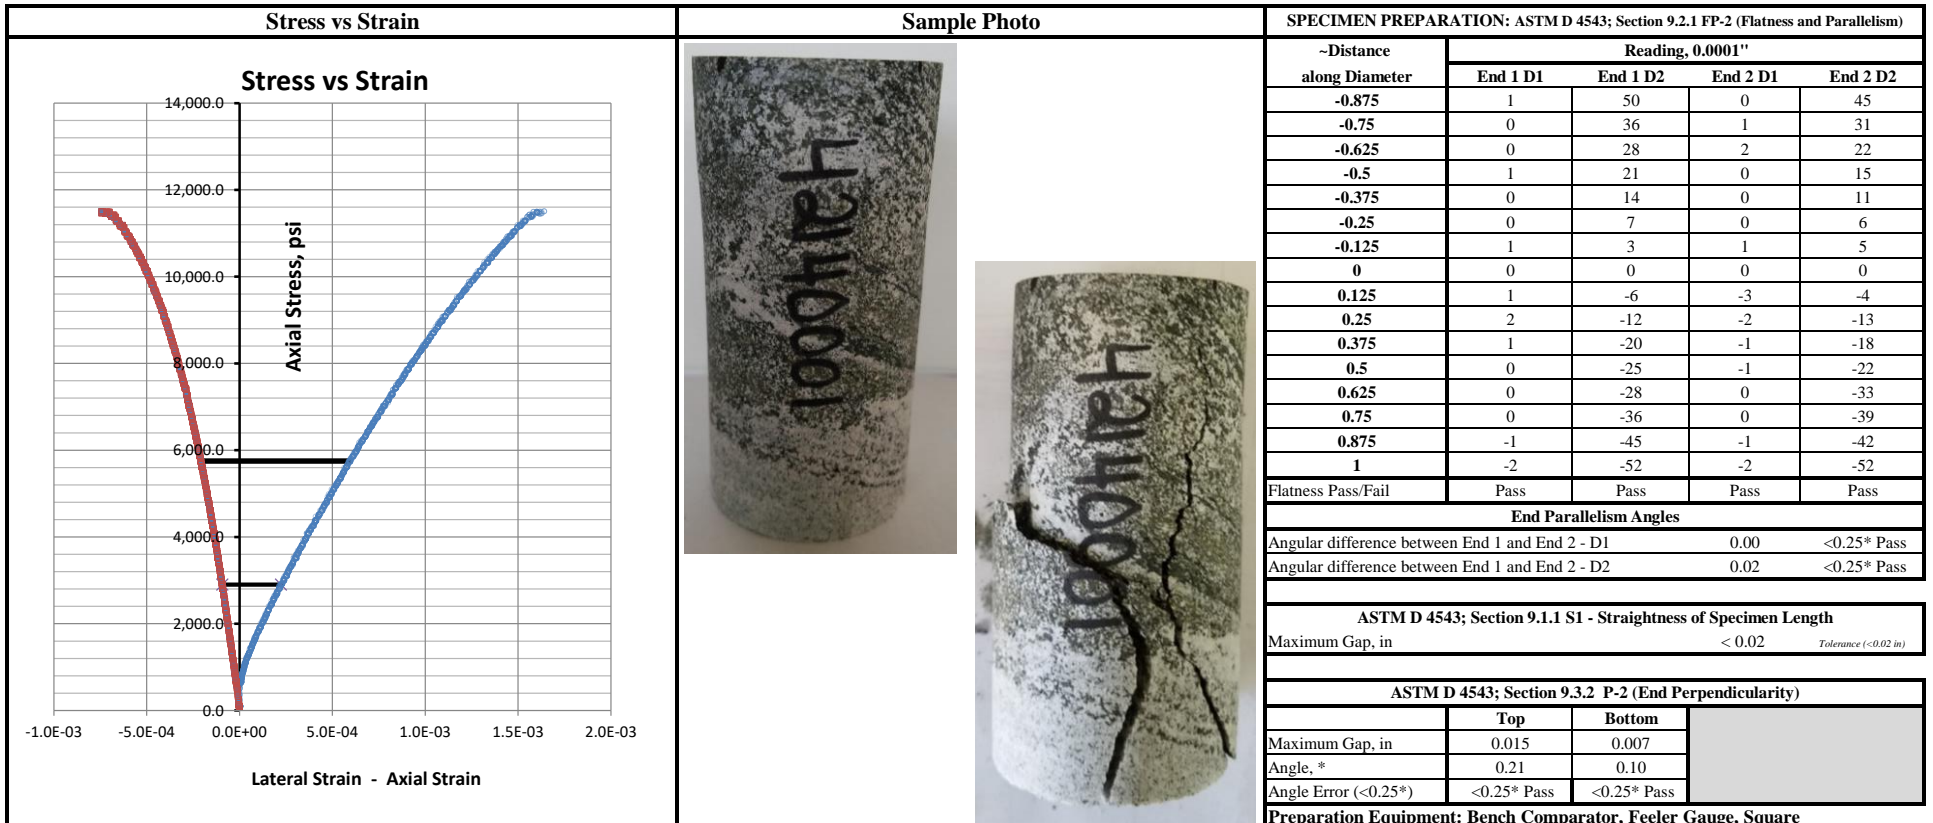 Stress vs Strain
Sample Photo
SPECIMEN PREPARATION: ASTM D 4543; Section 9.2.1 FP-2 (Flatness and Parallelism)
Stress vs Strain
14,000.0
12,000.0
10,000.0
8,000.0
6,000.0
4,000.0
2,000.0
0.0
Axial Stress, psi
-1.0E-03 -5.0E-04 0.0E+00 5.0E-04 1.0E-03 1.5E-03 2.0E-03
Lateral Strain - Axial Strain
~Distance Reading, 0.0001"
along Diameter End 1 D1 End 1 D2 End 2 D1 End 2 D2
-0.875 1 50 0 45
-0.75 0 36 1 31
-0.625 0 28 2 22
-0.5 1 21 0 15
-0.375 0 14 0 11
-0.25 0 7 0 6
-0.125 1 3 1 5
0 0 0 0 0
0.125 1 -6 -3 -4
0.25 2 -12 -2 -13
0.375 1 -20 -1 -18
0.5 0 -25 -1 -22
0.625 0 -28 0 -33
0.75 0 -36 0 -39
0.875 -1 -45 -1 -42
1 -2 -52 -2 -52
Flatness Pass/Fail Pass Pass Pass Pass
End Parallelism Angles
Angular difference between End 1 and End 2 - D1 0.00 <0.25* Pass
Angular difference between End 1 and End 2 - D2 0.02 <0.25* Pass
ASTM D 4543; Section 9.1.1 S1 - Straightness of Specimen Length
Maximum Gap, in < 0.02 Tolerance (<0.02 in)
ASTM D 4543; Section 9.3.2 P-2 (End Perpendicularity)
Top Bottom
Maximum Gap, in 0.015 0.007
Angle, * 0.21 0.10
Angle Error (<0.25*) <0.25* Pass <0.25* Pass
Preparation Equipment: Bench Comparator, Feeler Gauge, Square